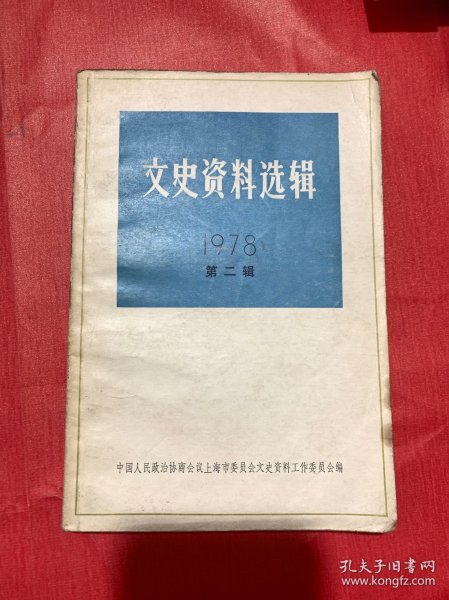 文史资料选辑
1978
第二辑
中国人民政治协商会议上海市委员会文史资料工作委员会编
孔夫子旧书网
www.kongfz.com